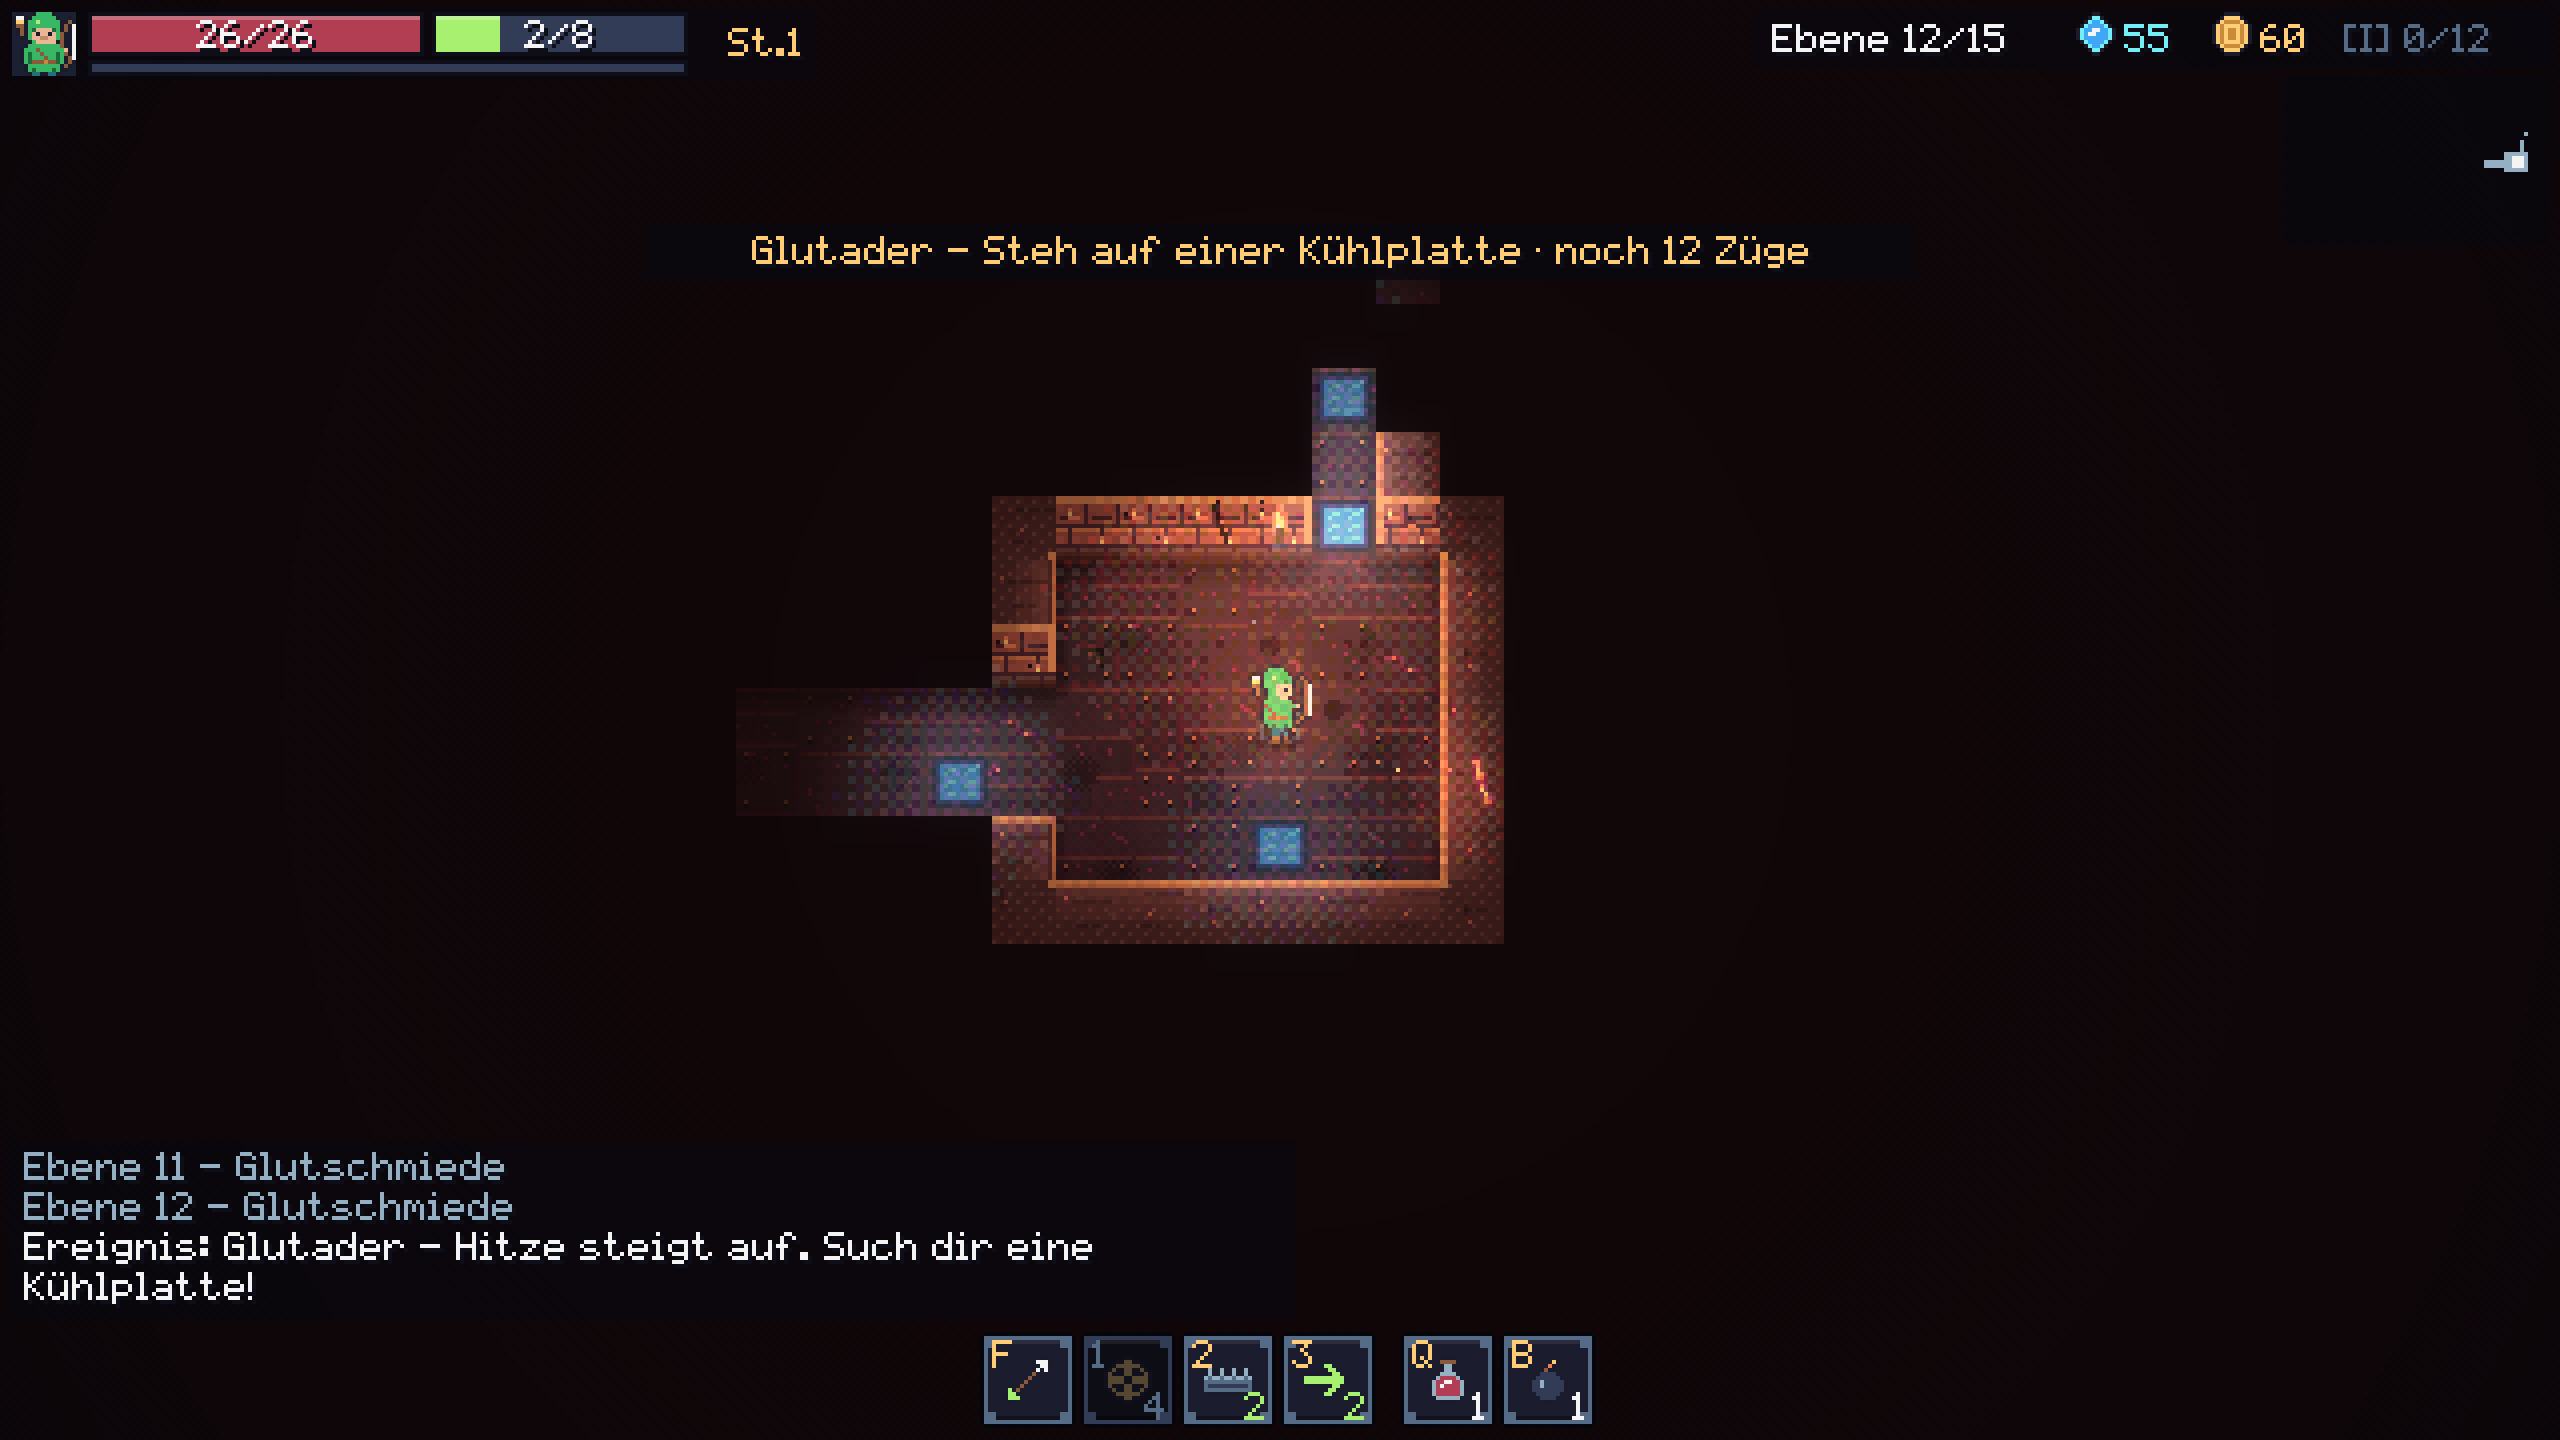 26/26 2/8 St.1 Ebene 12/15 55 60 [I] 0/12
Glutader – Steh auf einer Kühlplatte · noch 12 Züge
Ebene 11 – Glutschmiede
Ebene 12 – Glutschmiede
Ereignis: Glutader – Hitze steigt auf. Such dir eine
Kühlplatte!
F 1 2 3 Q B
4 2 2 1 1